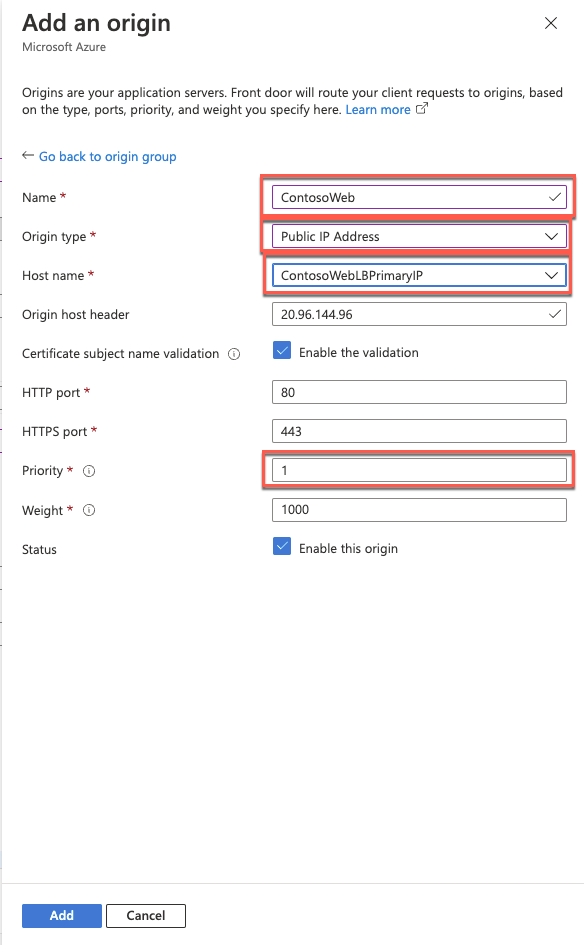 Add an origin
Microsoft Azure
Origins are your application servers. Front door will route your client requests to origins, based
on the type, ports, priority, and weight you specify here. Learn more
Go back to origin group
Name * ContosoWeb
Origin type * Public IP Address
Host name * ContosoWebLBPrimaryIP
Origin host header 20.96.144.96
Certificate subject name validation Enable the validation
HTTP port * 80
HTTPS port * 443
Priority * 1
Weight * 1000
Status Enable this origin
Add Cancel